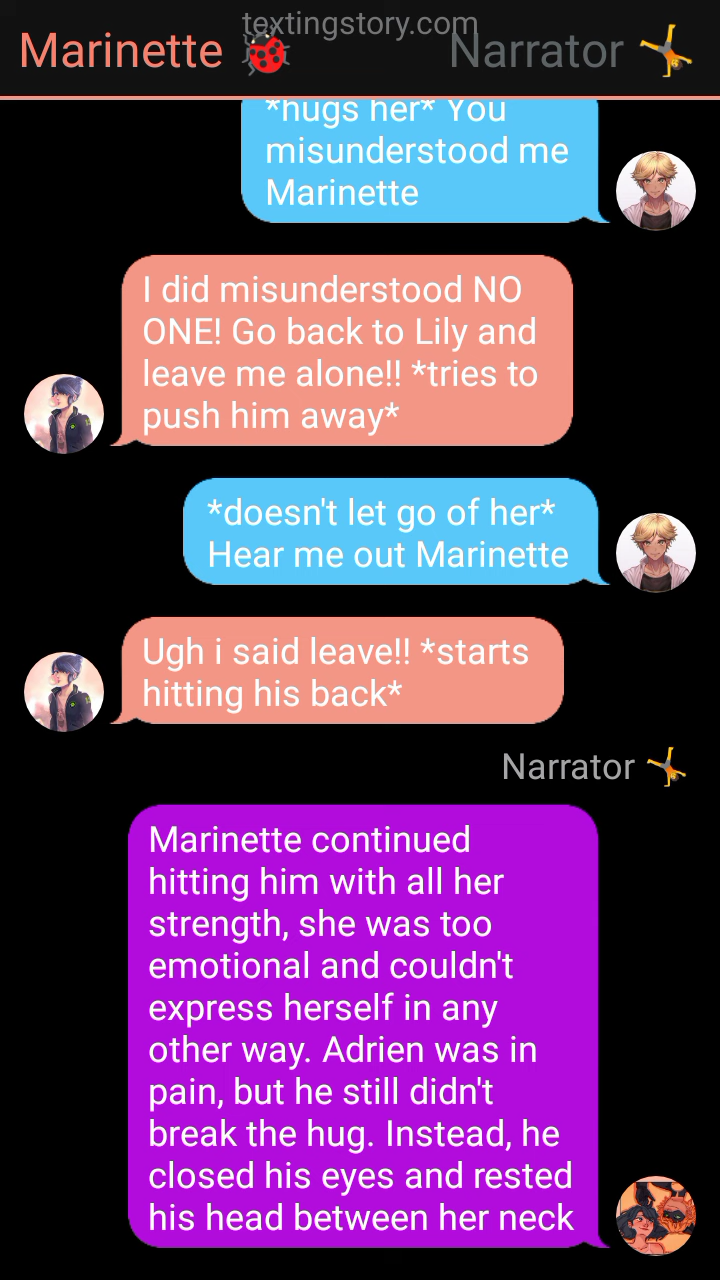 textingstory.com
Marinette 🐞 Narrator 🤸
*hugs her* You
misunderstood me
Marinette
I did misunderstood NO
ONE! Go back to Lily and
leave me alone!! *tries to
push him away*
*doesn't let go of her*
Hear me out Marinette
Ugh i said leave!! *starts
hitting his back*
Narrator 🤸
Marinette continued
hitting him with all her
strength, she was too
emotional and couldn't
express herself in any
other way. Adrien was in
pain, but he still didn't
break the hug. Instead, he
closed his eyes and rested
his head between her neck